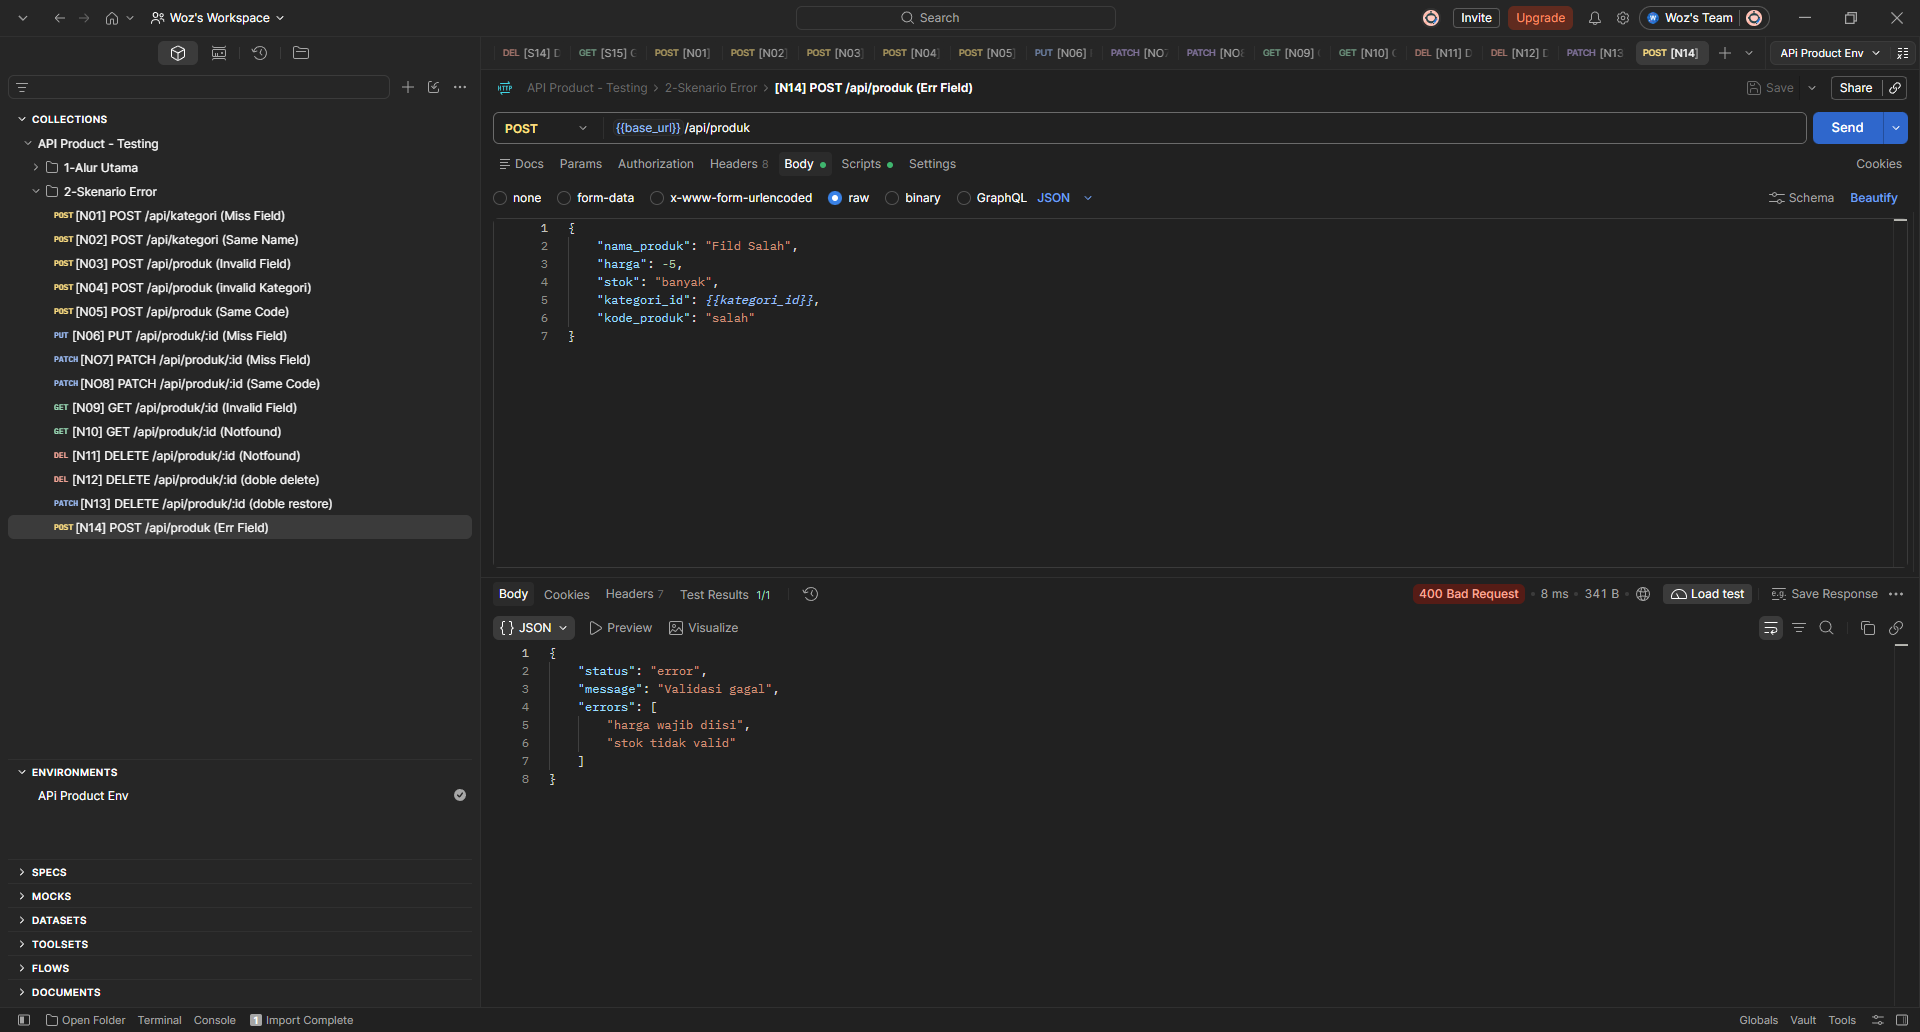 Woz's Workspace
Search
Invite
Upgrade
Woz's Team
DEL [S14] D
GET [S15] G
POST [N01]
POST [N02]
POST [N03]
POST [N04]
POST [N05]
PUT [N06]
PATCH [NO7
PATCH [NO8
GET [N09]
GET [N10]
DEL [N11] D
DEL [N12] D
PATCH [N13
POST [N14]
APi Product Env
API Product - Testing > 2-Skenario Error > [N14] POST /api/produk (Err Field)
Save
Share
COLLECTIONS
API Product - Testing
1-Alur Utama
2-Skenario Error
POST [N01] POST /api/kategori (Miss Field)
POST [N02] POST /api/kategori (Same Name)
POST [N03] POST /api/produk (Invalid Field)
POST [N04] POST /api/produk (invalid Kategori)
POST [N05] POST /api/produk (Same Code)
PUT [N06] PUT /api/produk/:id (Miss Field)
PATCH [NO7] PATCH /api/produk/:id (Miss Field)
PATCH [NO8] PATCH /api/produk/:id (Same Code)
GET [N09] GET /api/produk/:id (Invalid Field)
GET [N10] GET /api/produk/:id (Notfound)
DEL [N11] DELETE /api/produk/:id (Notfound)
DEL [N12] DELETE /api/produk/:id (doble delete)
PATCH [N13] DELETE /api/produk/:id (doble restore)
POST [N14] POST /api/produk (Err Field)
ENVIRONMENTS
APi Product Env
SPECS
MOCKS
DATASETS
TOOLSETS
FLOWS
DOCUMENTS
POST {{base_url}} /api/produk
Send
Docs Params Authorization Headers 8 Body Scripts Settings
Cookies
none form-data x-www-form-urlencoded raw binary GraphQL JSON
Schema
Beautify
1 {
2 "nama_produk": "Fild Salah",
3 "harga": -5,
4 "stok": "banyak",
5 "kategori_id": {{kategori_id}},
6 "kode_produk": "salah"
7 }
Body Cookies Headers 7 Test Results 1/1
400 Bad Request • 8 ms • 341 B
Load test
e.g. Save Response
{} JSON
Preview
Visualize
1 {
2 "status": "error",
3 "message": "Validasi gagal",
4 "errors": [
5 "harga wajib diisi",
6 "stok tidak valid"
7 ]
8 }
Open Folder Terminal Console 1 Import Complete
Globals Vault Tools